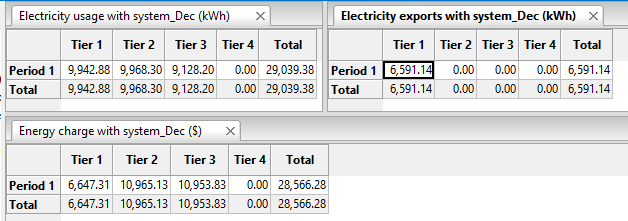 Electricity usage with system_Dec (kWh) ×
Tier 1 Tier 2 Tier 3 Tier 4 Total
Period 1 9,942.88 9,968.30 9,128.20 0.00 29,039.38
Total 9,942.88 9,968.30 9,128.20 0.00 29,039.38
Electricity exports with system_Dec (kWh) ×
Tier 1 Tier 2 Tier 3 Tier 4 Total
Period 1 6,591.14 0.00 0.00 0.00 6,591.14
Total 6,591.14 0.00 0.00 0.00 6,591.14
Energy charge with system_Dec ($) ×
Tier 1 Tier 2 Tier 3 Tier 4 Total
Period 1 6,647.31 10,965.13 10,953.83 0.00 28,566.28
Total 6,647.31 10,965.13 10,953.83 0.00 28,566.28